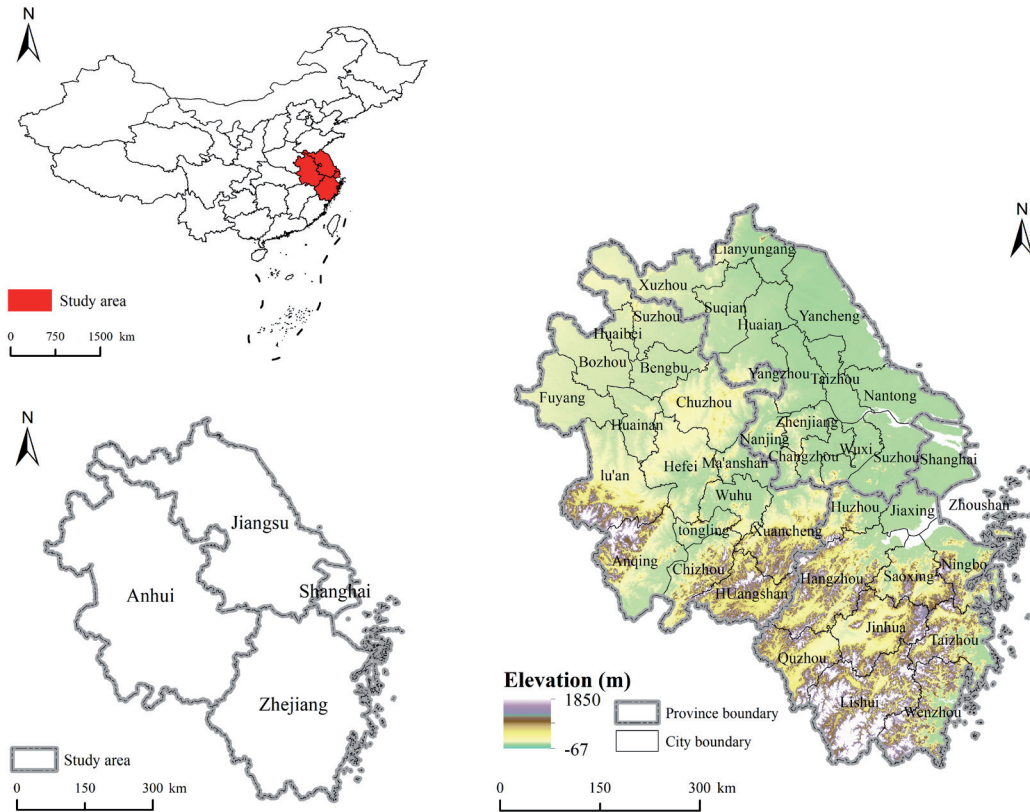 N
Study area
0 750 1500 km
N
Jiangsu
Anhui
Shanghai
Zhejiang
Study area
0 150 300 km
N
Lianyungang
Xuzhou
Suqian
Suzhou
Huaian
Yancheng
Huaibei
Bozhou
Bengbu
Yangzhou
Taizhou
Fuyang
Chuzhou
Nantong
Huainan
Zhenjiang
Nanjing
Wuxi
Changzhou
Suzhou
Shanghai
lu'an
Hefei
Ma'anshan
Wuhu
Huzhou
Jiaxing
Zhoushan
tongling
Xuancheng
Anqing
Chizhou
Hangzhou
Saoxing
Ningbo
HUangshan
Jinhua
Taizhou
Quzhou
Lishui
Wenzhou
Elevation (m)
1850
-67
Province boundary
City boundary
0 150 300 km